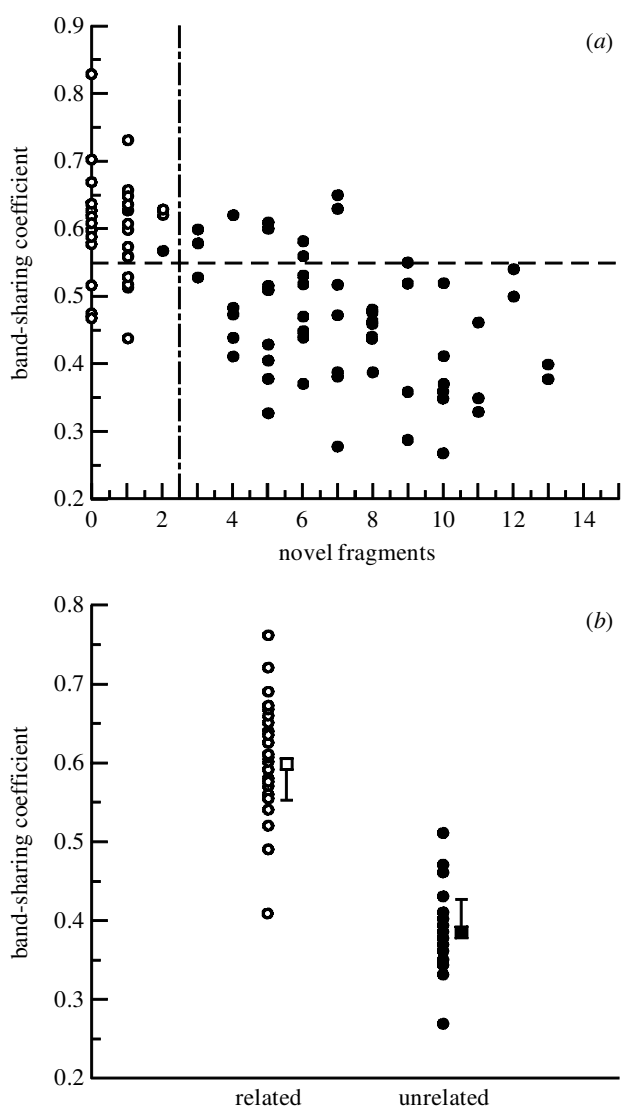 (a)
0.9
0.8
0.7
0.6
0.5
0.4
0.3
0.2
band-sharing coefficient
0 2 4 6 8 10 12 14
novel fragments
(b)
0.8
0.7
0.6
0.5
0.4
0.3
0.2
band-sharing coefficient
related unrelated